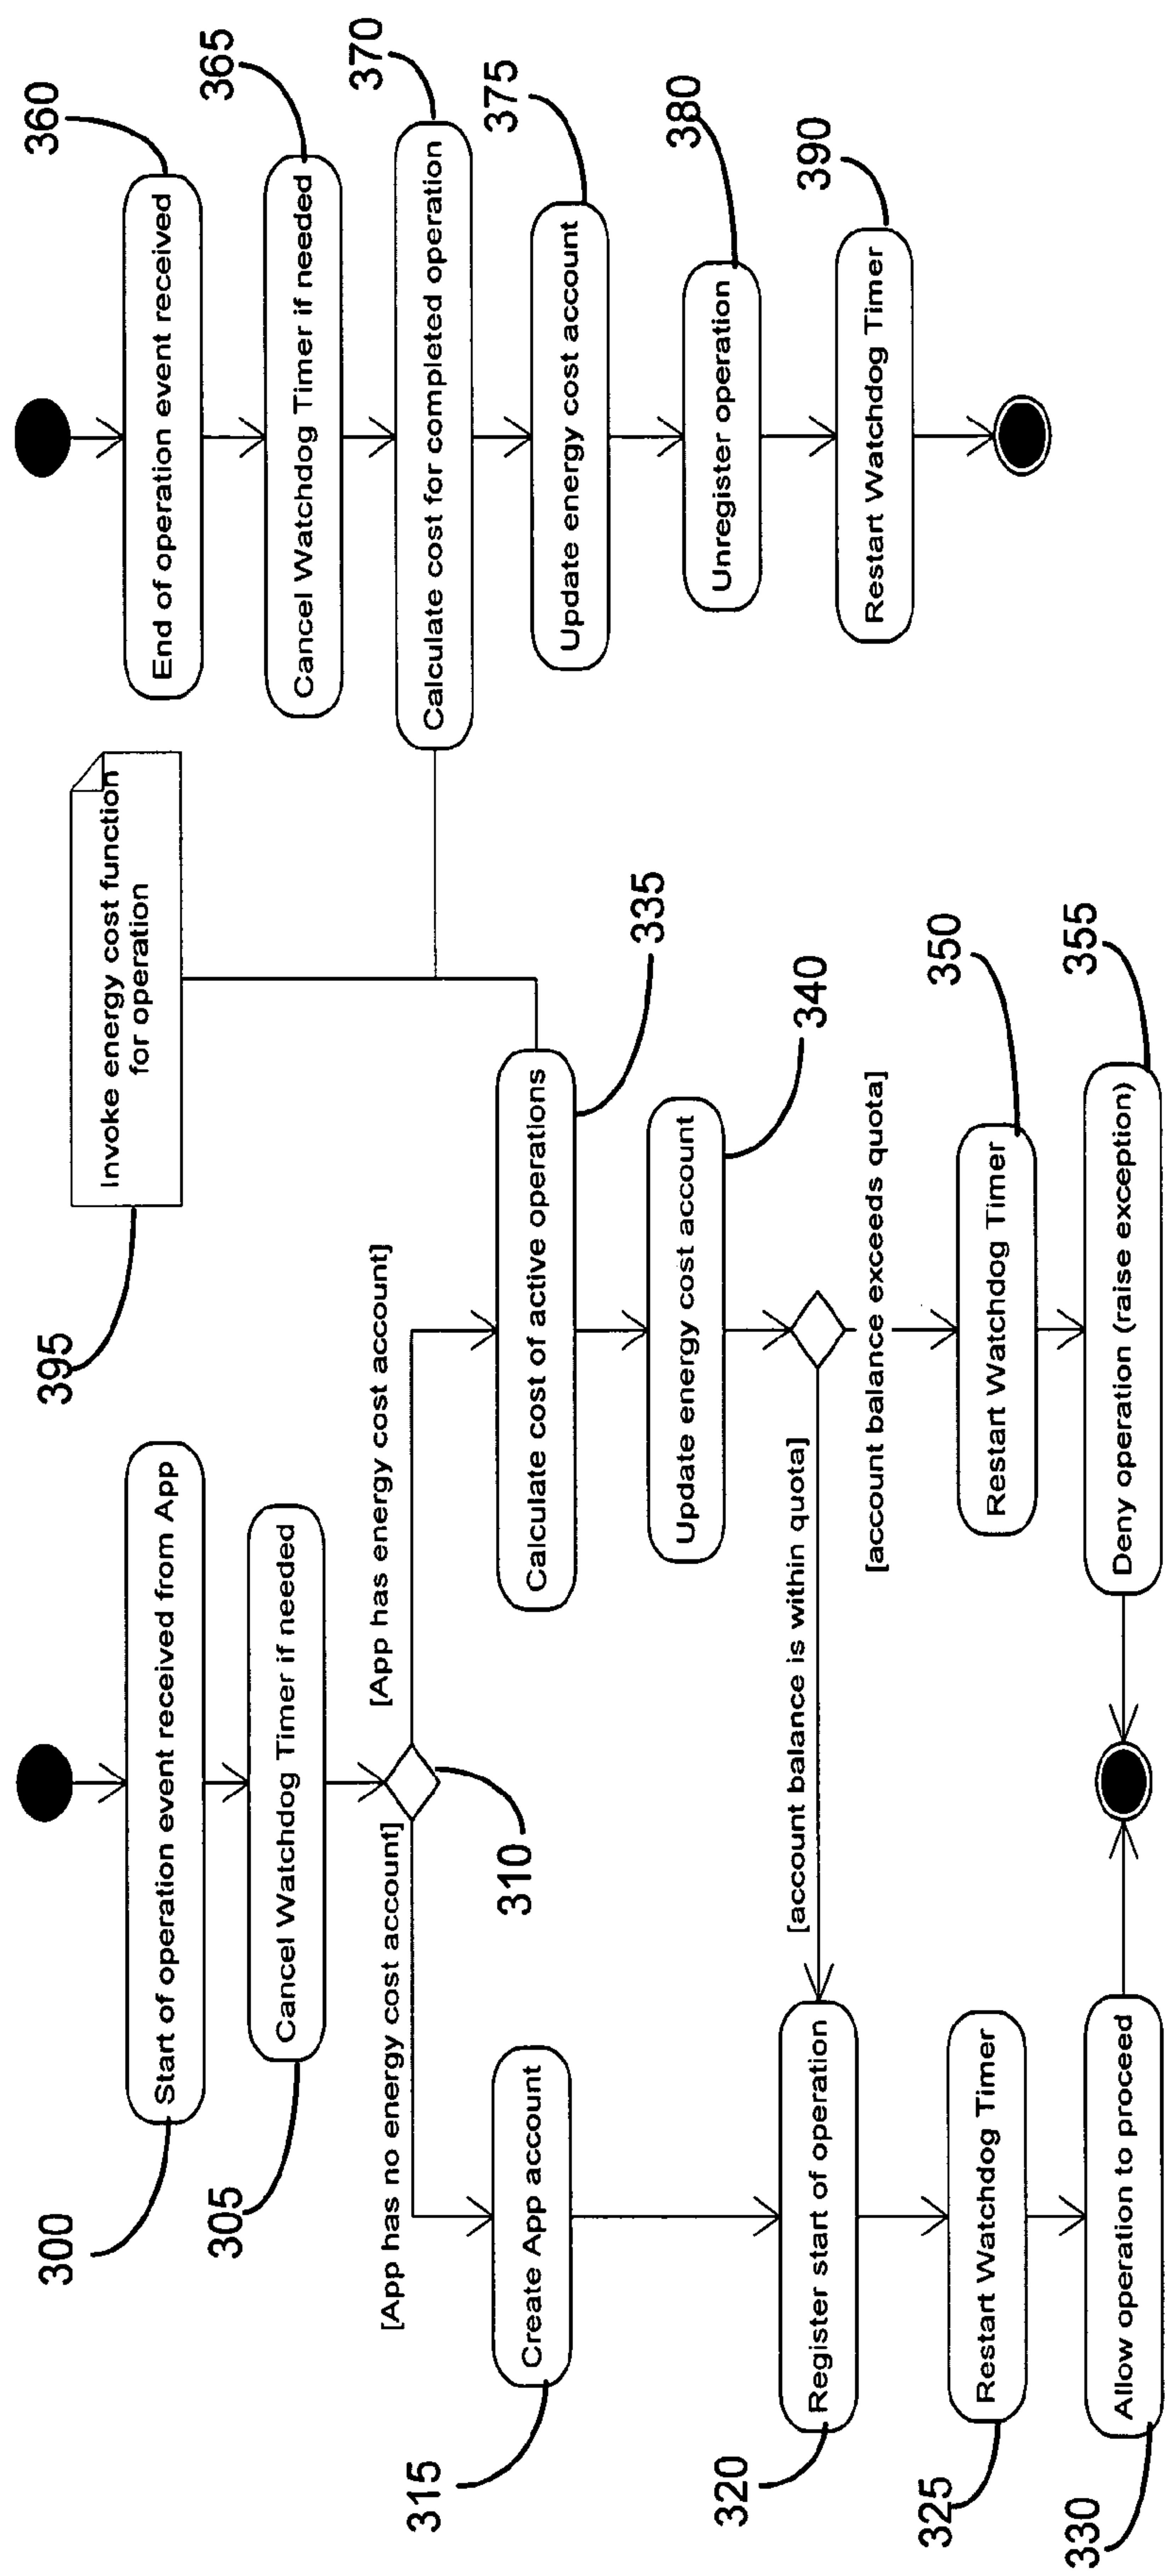 300
Start of operation event received from App
305
Cancel Watchdog Timer if needed
310
[App has no energy cost account]
[App has energy cost account]
315
Create App account
395
Invoke energy cost function
for operation
Calculate cost of active operations
335
Update energy cost account
340
[account balance is within quota]
[account balance exceeds quota]
320
Register start of operation
325
Restart Watchdog Timer
330
Allow operation to proceed
Restart Watchdog Timer
350
Deny operation (raise exception)
355
End of operation event received
360
Cancel Watchdog Timer if needed
365
Calculate cost for completed operation
370
Update energy cost account
375
Unregister operation
380
Restart Watchdog Timer
390